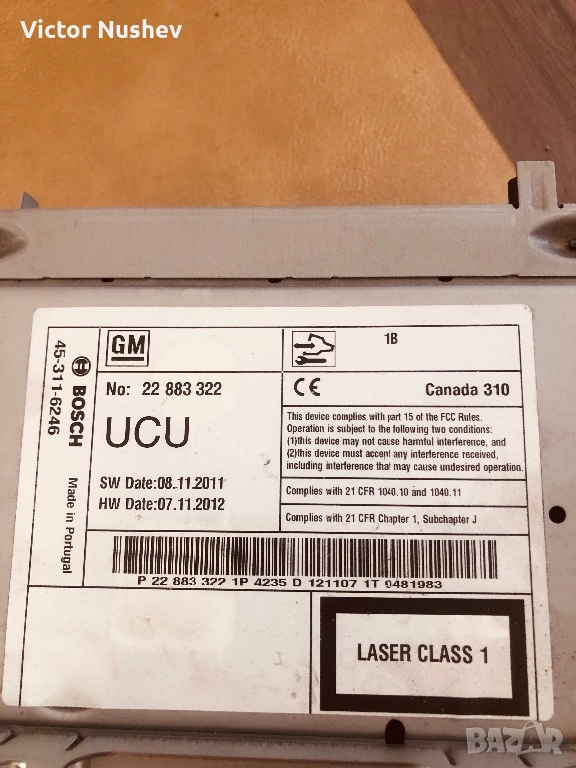 Victor Nushev
BOSCH
45-311-6246
Made in Portugal
GM
No: 22 883 322
UCU
SW Date:08.11.2011
HW Date:07.11.2012
1B
CE
Canada 310
This device complies with part 15 of the FCC Rules.
Operation is subject to the following two conditions:
(1)this device may not cause harmful interference, and
(2)this device must accept any interference received,
including interference that may cause undesired operation.
Complies with 21 CFR 1040.10 and 1040.11
Complies with 21 CFR Chapter 1, Subchapter J
P 22 883 322 1P 4235 D 121107 1T 0481983
LASER CLASS 1
BAZAR